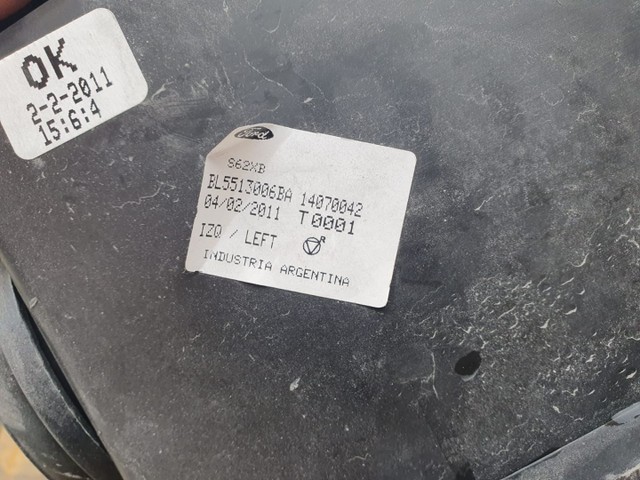 OK
2-2-2011
15:6:4
Ford
S62XB
BL5513006BA 14070042
04/02/2011 T0001
IZQ / LEFT
R
INDUSTRIA ARGENTINA